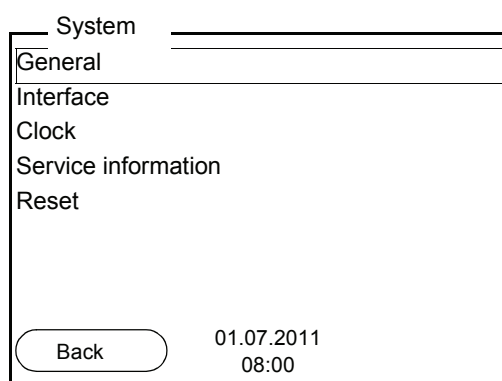 System
General
Interface
Clock
Service information
Reset
Back
01.07.2011
08:00